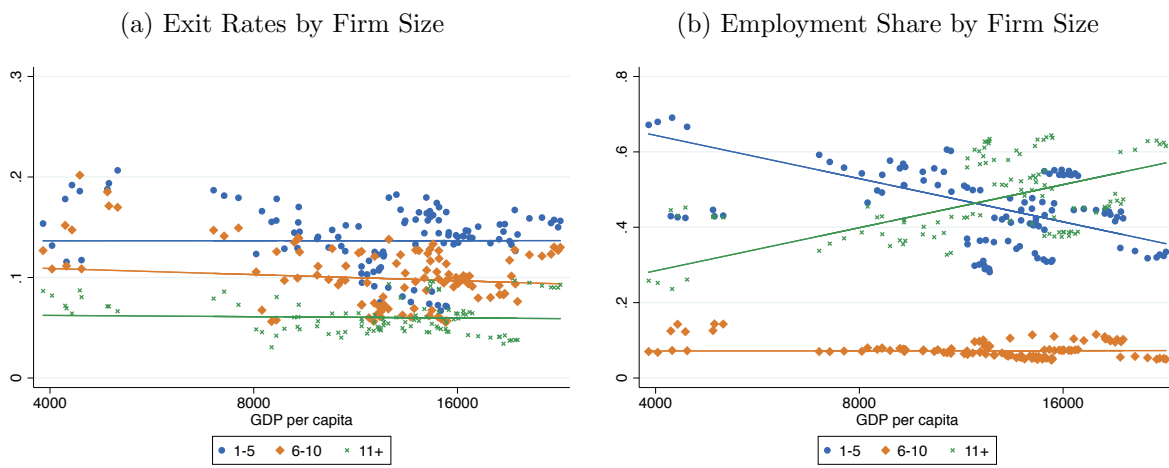 (a) Exit Rates by Firm Size
.3
.2
.1
0
4000 8000 16000
GDP per capita
1-5 6-10 11+
(b) Employment Share by Firm Size
.8
.6
.4
.2
0
4000 8000 16000
GDP per capita
1-5 6-10 11+